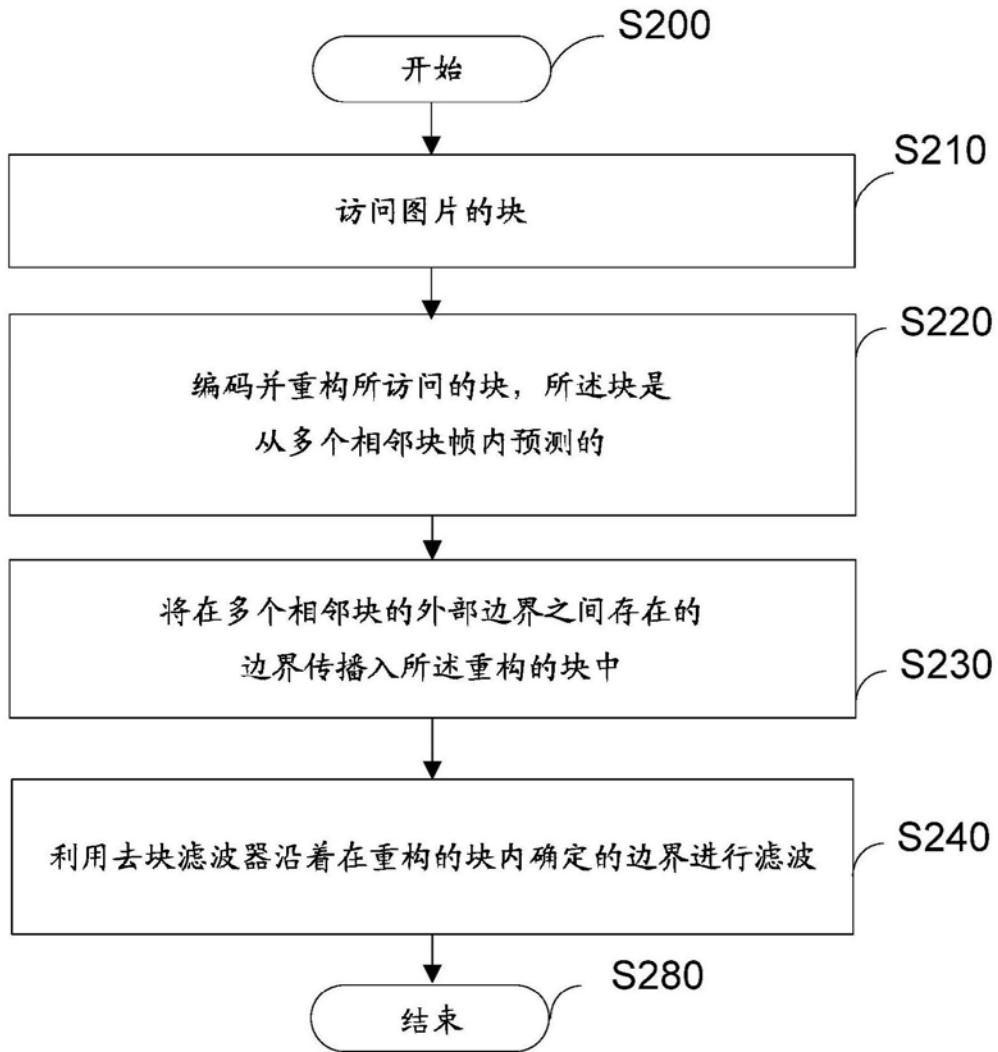 S200
开始
S210
访问图片的块
S220
编码并重构所访问的块，所述块是
从多个相邻块帧内预测的
将在多个相邻块的外部边界之间存在的
边界传播入所述重构的块中
S230
利用去块滤波器沿着在重构的块内确定的边界进行滤波
S240
S280
结束